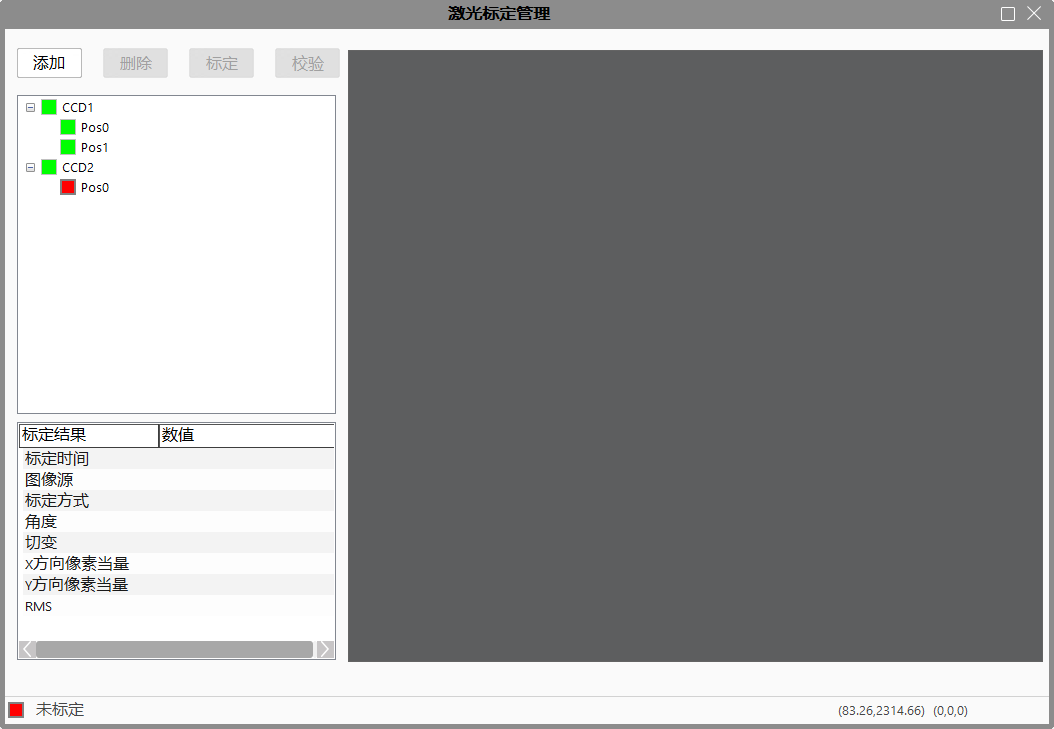 激光标定管理
添加 删除 标定 校验
CCD1
Pos0
Pos1
CCD2
Pos0
标定结果 数值
标定时间
图像源
标定方式
角度
切变
X方向像素当量
Y方向像素当量
RMS
未标定 (83.26,2314.66) (0,0,0)